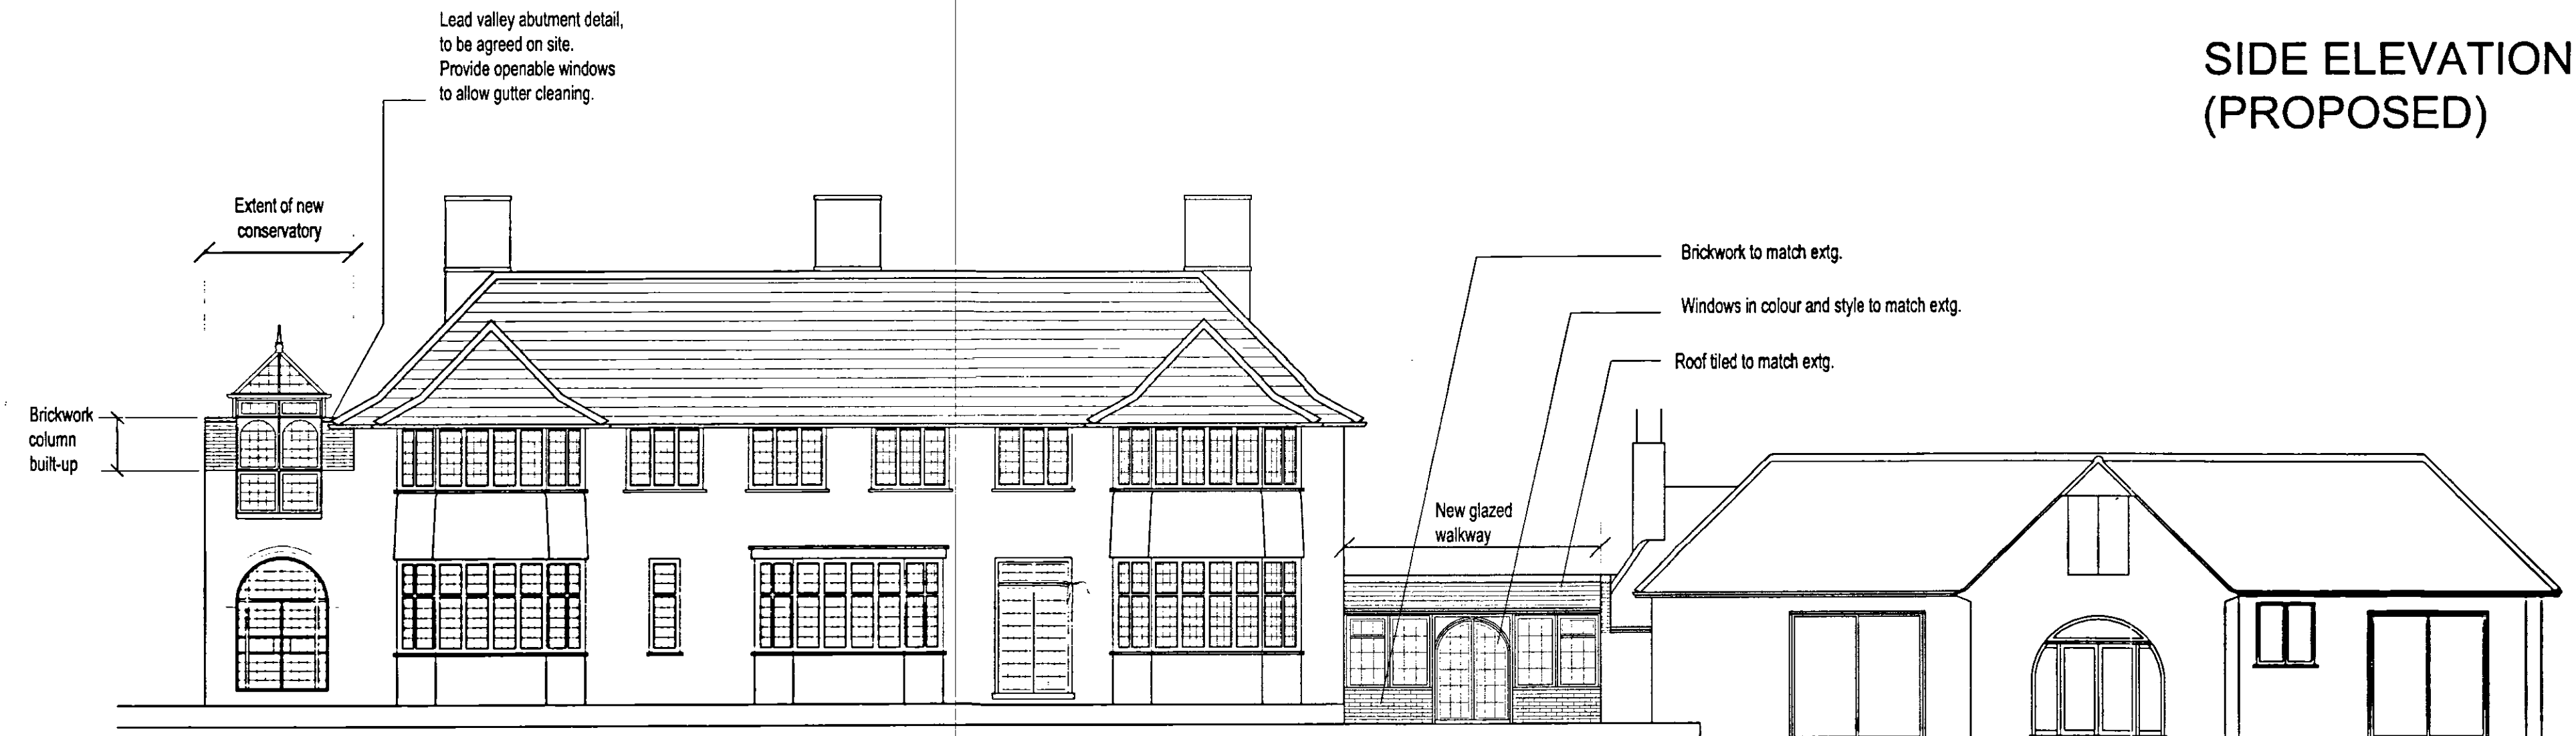 Lead valley abutment detail,
to be agreed on site.
Provide openable windows
to allow gutter cleaning.
SIDE ELEVATION
(PROPOSED)
Extent of new
conservatory
Brickwork to match extg.
Windows in colour and style to match extg.
Roof tiled to match extg.
Brickwork
column
built-up
New glazed
walkway